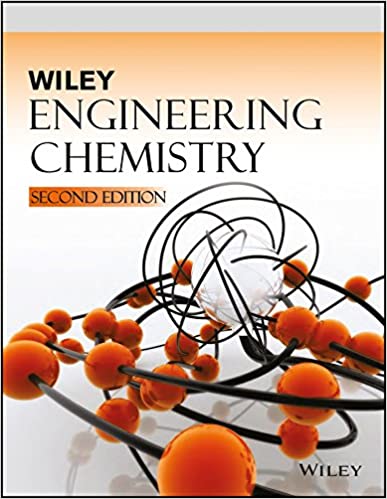 WILEY
ENGINEERING
CHEMISTRY
SECOND EDITION
WILEY